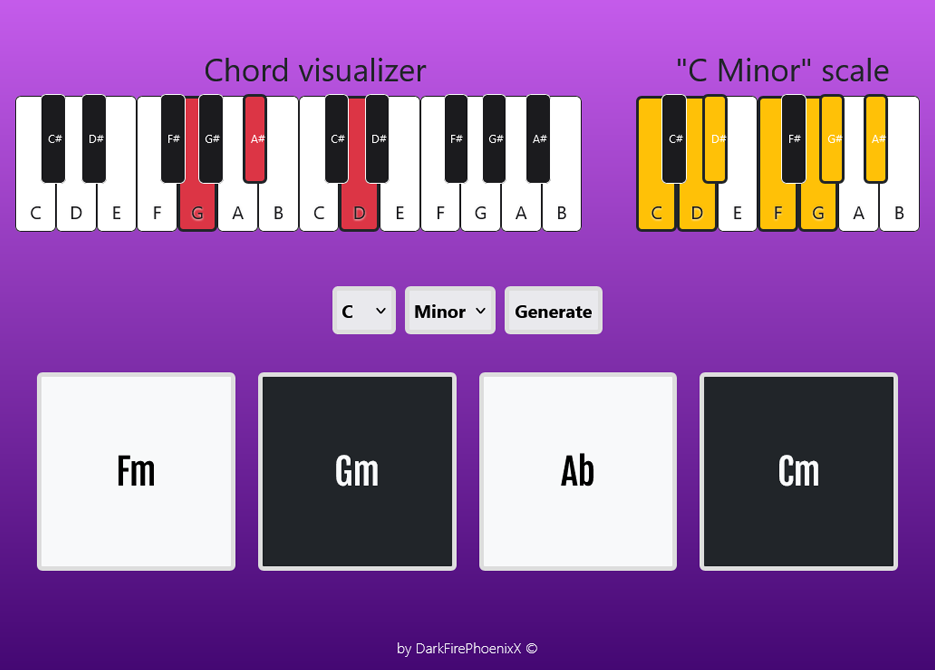 Chord visualizer
"C Minor" scale
C# D# F# G# A# C# D# F# G# A#
C# D# F# G# A#
C D E F G A B C D E F G A B
C D E F G A B
C Minor Generate
Fm Gm Ab Cm
by DarkFirePhoenixX ©